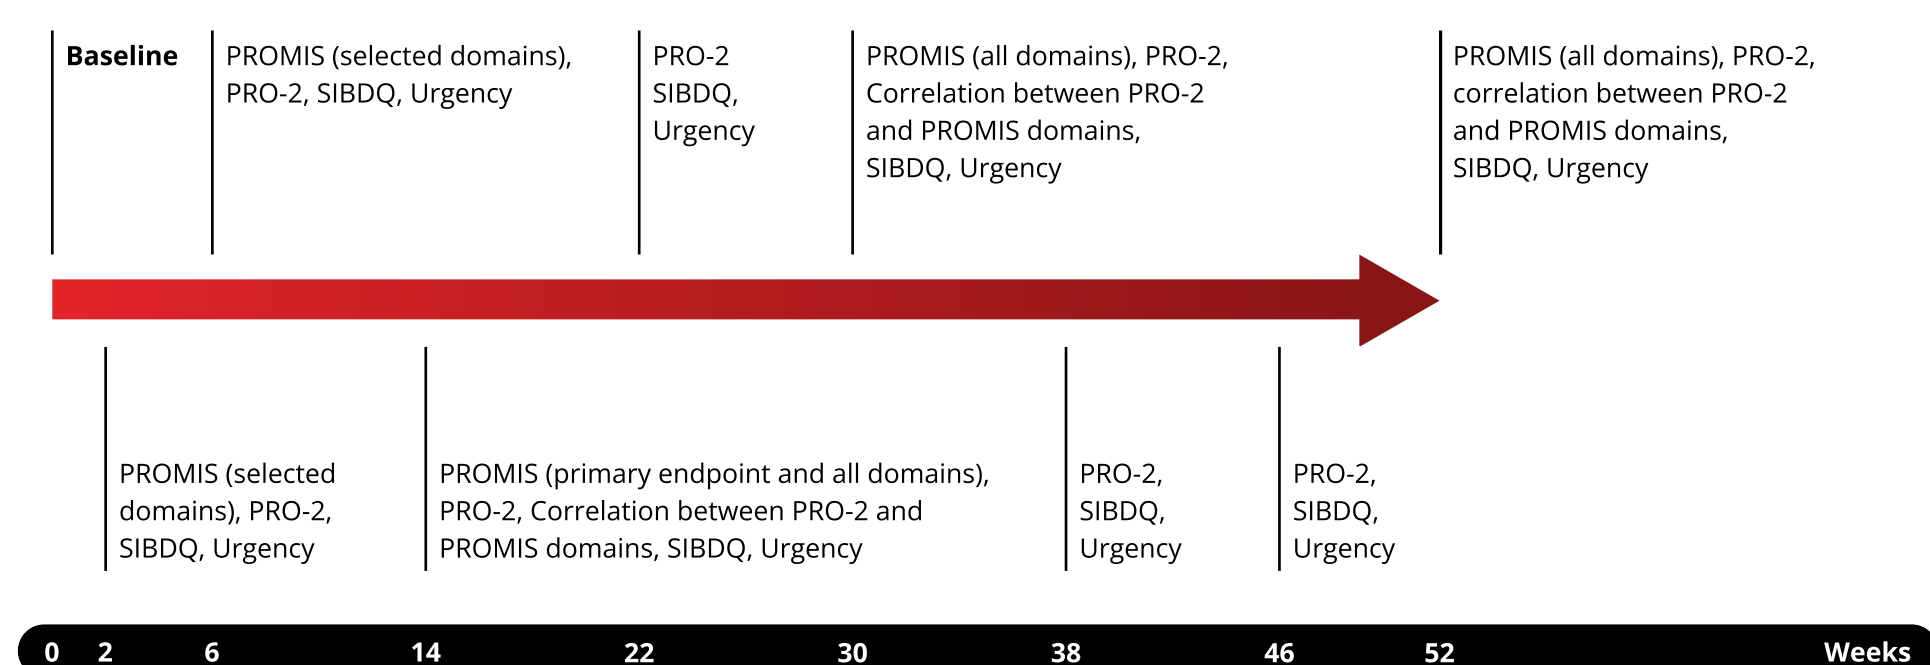 Baseline
PROMIS (selected domains),
PRO-2, SIBDQ, Urgency
PRO-2
SIBDQ,
Urgency
PROMIS (all domains), PRO-2,
Correlation between PRO-2
and PROMIS domains,
SIBDQ, Urgency
PROMIS (all domains), PRO-2,
correlation between PRO-2
and PROMIS domains,
SIBDQ, Urgency
PROMIS (selected
domains), PRO-2,
SIBDQ, Urgency
PROMIS (primary endpoint and all domains),
PRO-2, Correlation between PRO-2 and
PROMIS domains, SIBDQ, Urgency
PRO-2,
SIBDQ,
Urgency
PRO-2,
SIBDQ,
Urgency
0 2 6 14 22 30 38 46 52 Weeks